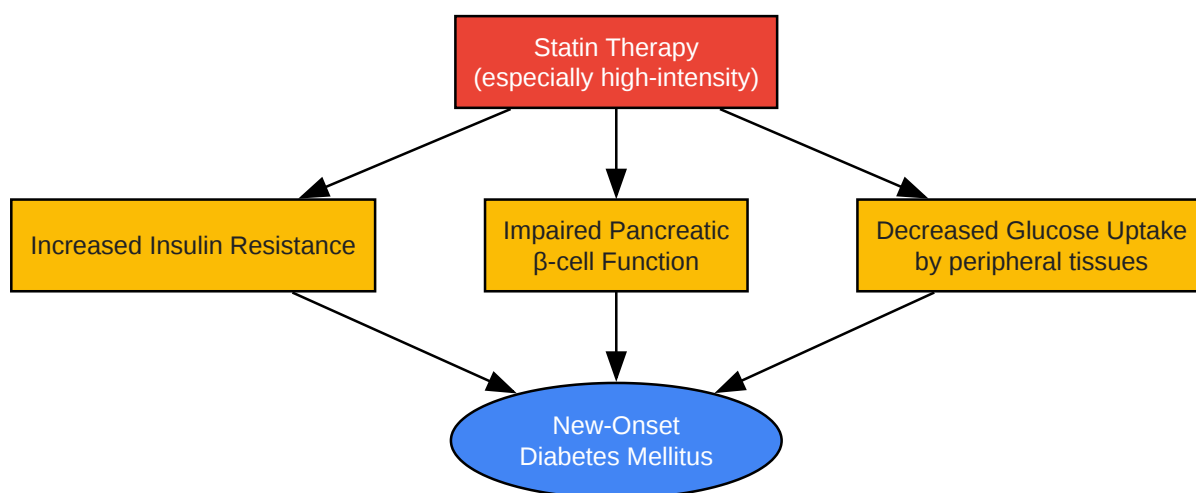 Statin Therapy
(especially high-intensity)
Increased Insulin Resistance
Impaired Pancreatic
β-cell Function
Decreased Glucose Uptake
by peripheral tissues
New-Onset
Diabetes Mellitus